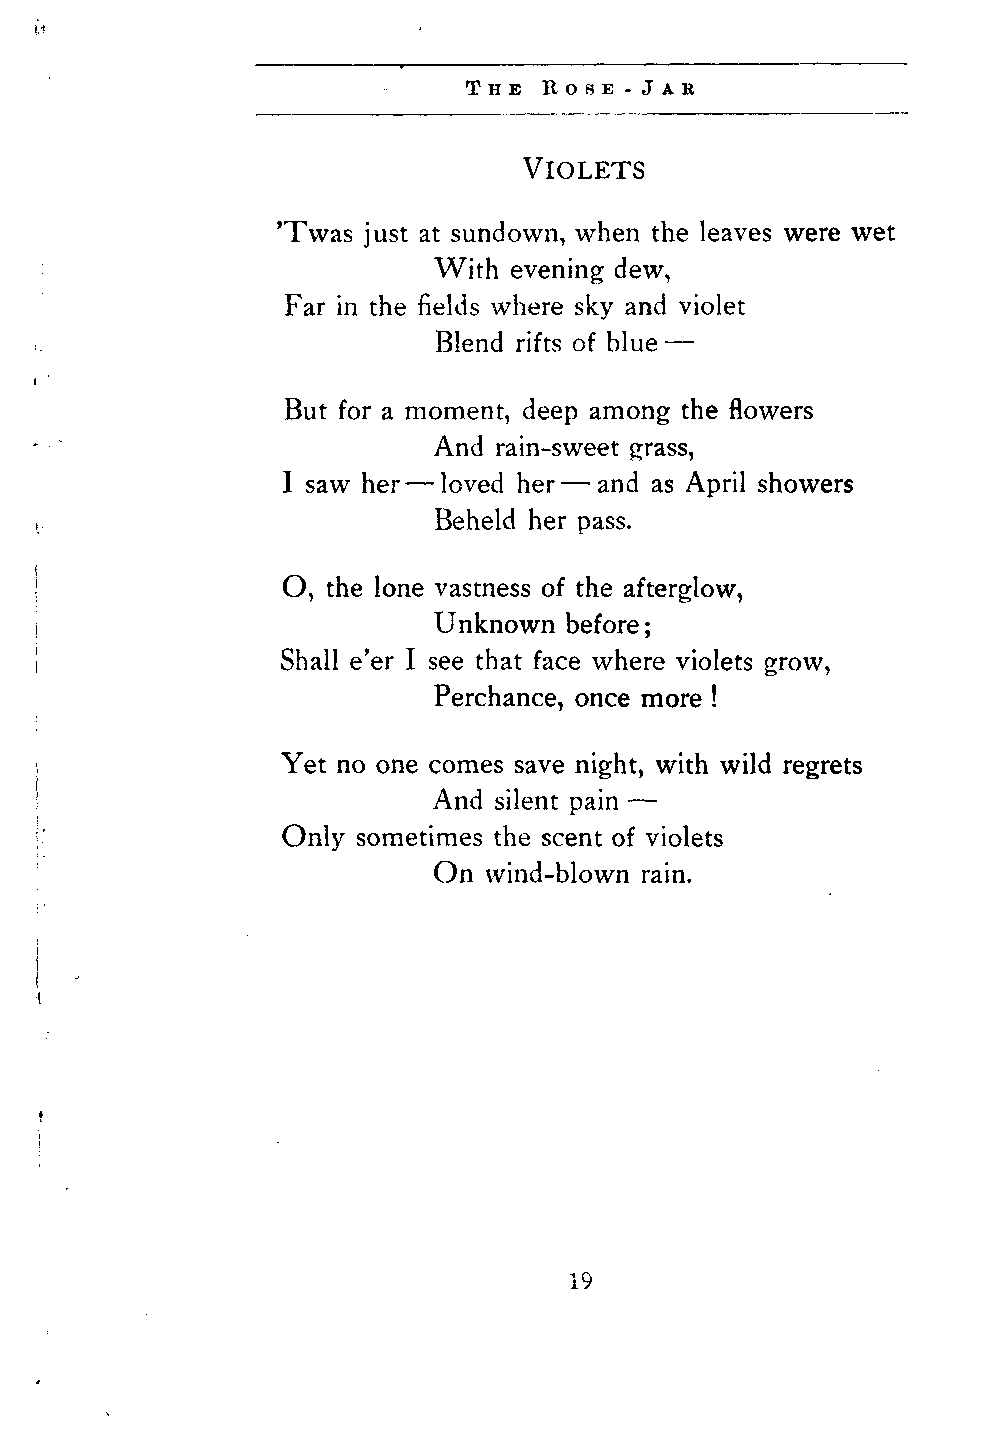 THE ROSE-JAR
VIOLETS
'Twas just at sundown, when the leaves were wet
With evening dew,
Far in the fields where sky and violet
Blend rifts of blue —
But for a moment, deep among the flowers
And rain-sweet grass,
I saw her — loved her — and as April showers
Beheld her pass.
O, the lone vastness of the afterglow,
Unknown before;
Shall e'er I see that face where violets grow,
Perchance, once more !
Yet no one comes save night, with wild regrets
And silent pain —
Only sometimes the scent of violets
On wind-blown rain.
19